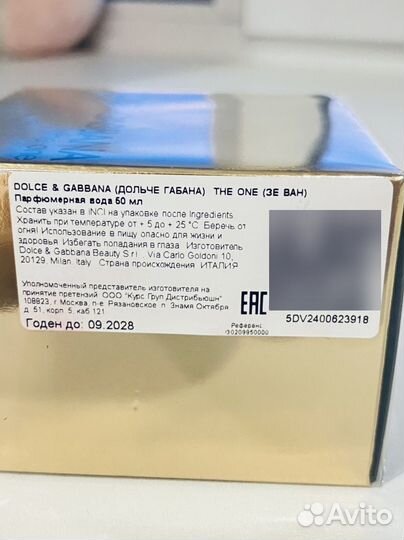 DOLCE & GABBANA (ДОЛЬЧЕ ГАБАНА) THE ONE (ЗЕ ВАН)
Парфюмерная вода 50 мл
Состав указан в INCI на упаковке после Ingredients.
Хранить при температуре от + 5 до + 25 °C. Беречь от
огня! Использование в пищу опасно для жизни и
здоровья. Избегать попадания в глаза. Изготовитель
Dolce & Gabbana Beauty S r l. Via Carlo Goldoni 10,
20129, Milan, Italy. Страна происхождения ИТАЛИЯ
Уполномоченный представитель изготовителя на
принятие претензий ООО "Курс Груп Дистрибьюшн"
108823, г Москва, п-е. Рязановское, п Знамя Октября
д. 51, корп. 5, каб 121
Годен до: 09.2028
EAC
Референс
30209950000
5DV2400623918
Avito